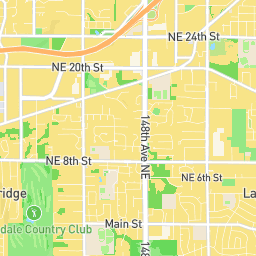 NE 24th St
NE 20th St
148th Ave NE
NE 8th St
NE 6th St
ridge
La
Main St
dale Country Club
148